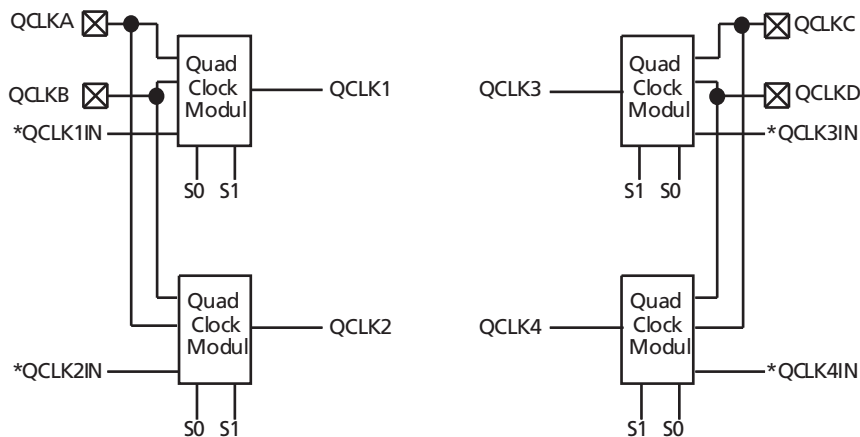 QCLKA
QCLKB
*QCLK1IN
Quad
Clock
Modul
QCLK1
S0 S1
QCLK3
Quad
Clock
Modul
QCLKC
QCLKD
*QCLK3IN
S1 S0
*QCLK2IN
Quad
Clock
Modul
QCLK2
S0 S1
QCLK4
Quad
Clock
Modul
*QCLK4IN
S1 S0